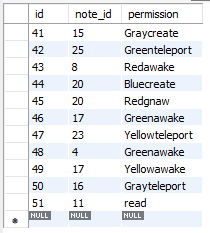 id note_id permission
41 15 Graycreate
42 25 Greenteleport
43 8 Redawake
44 20 Bluecreate
45 20 Redgnaw
46 17 Greenawake
47 23 Yellowteleport
48 4 Greenawake
49 17 Yellowawake
50 16 Grayteleport
51 11 read
NULL NULL NULL